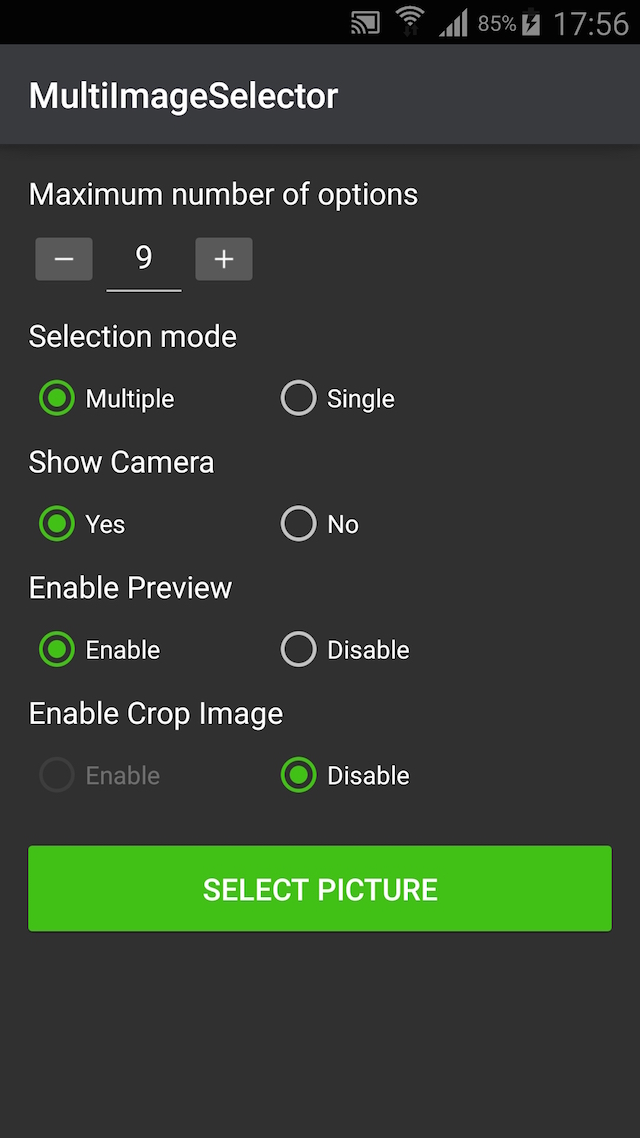 85% 17:56
MultiImageSelector
Maximum number of options
− 9 +
Selection mode
Multiple Single
Show Camera
Yes No
Enable Preview
Enable Disable
Enable Crop Image
Enable Disable
SELECT PICTURE